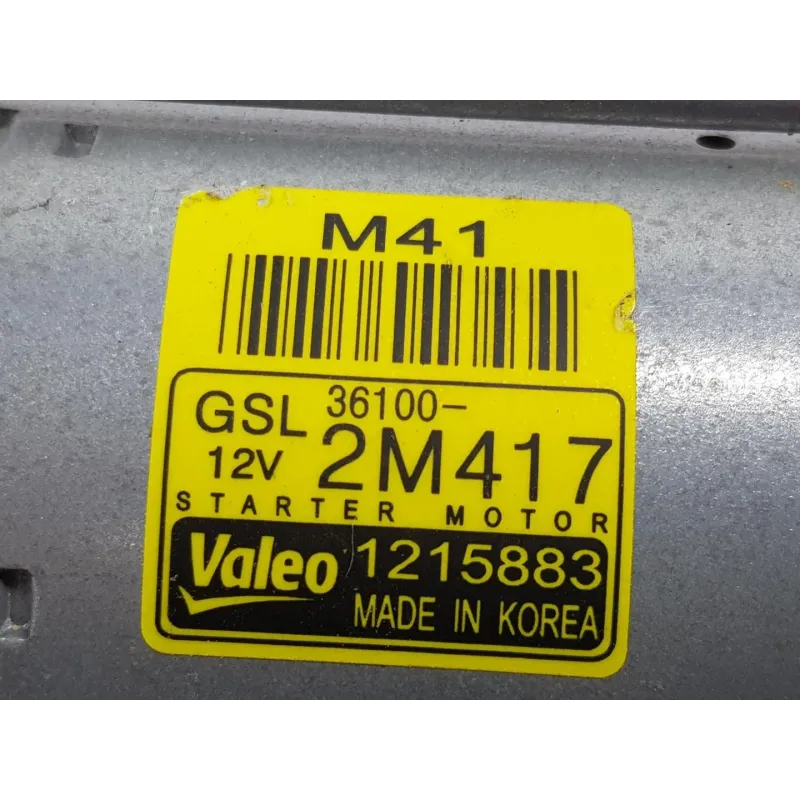 M41
GSL 36100-
12V 2M417
STARTER MOTOR
Valeo 1215883
MADE IN KOREA